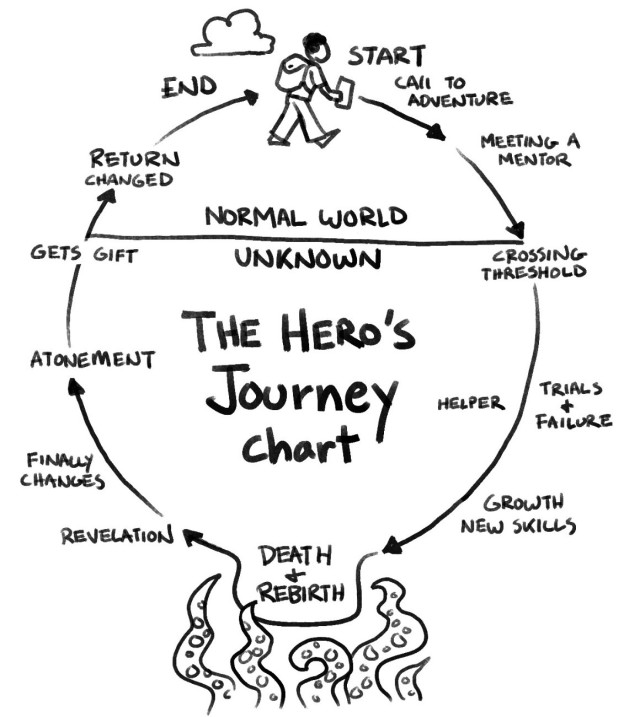 START
CALL TO
ADVENTURE
MEETING A
MENTOR
CROSSING
THRESHOLD
HELPER
TRIALS
+
FAILURE
GROWTH
NEW SKILLS
DEATH
+
REBIRTH
REVELATION
FINALLY
CHANGES
ATONEMENT
GETS GIFT
RETURN
CHANGED
END
NORMAL WORLD
UNKNOWN
THE HERO'S
Journey
chart